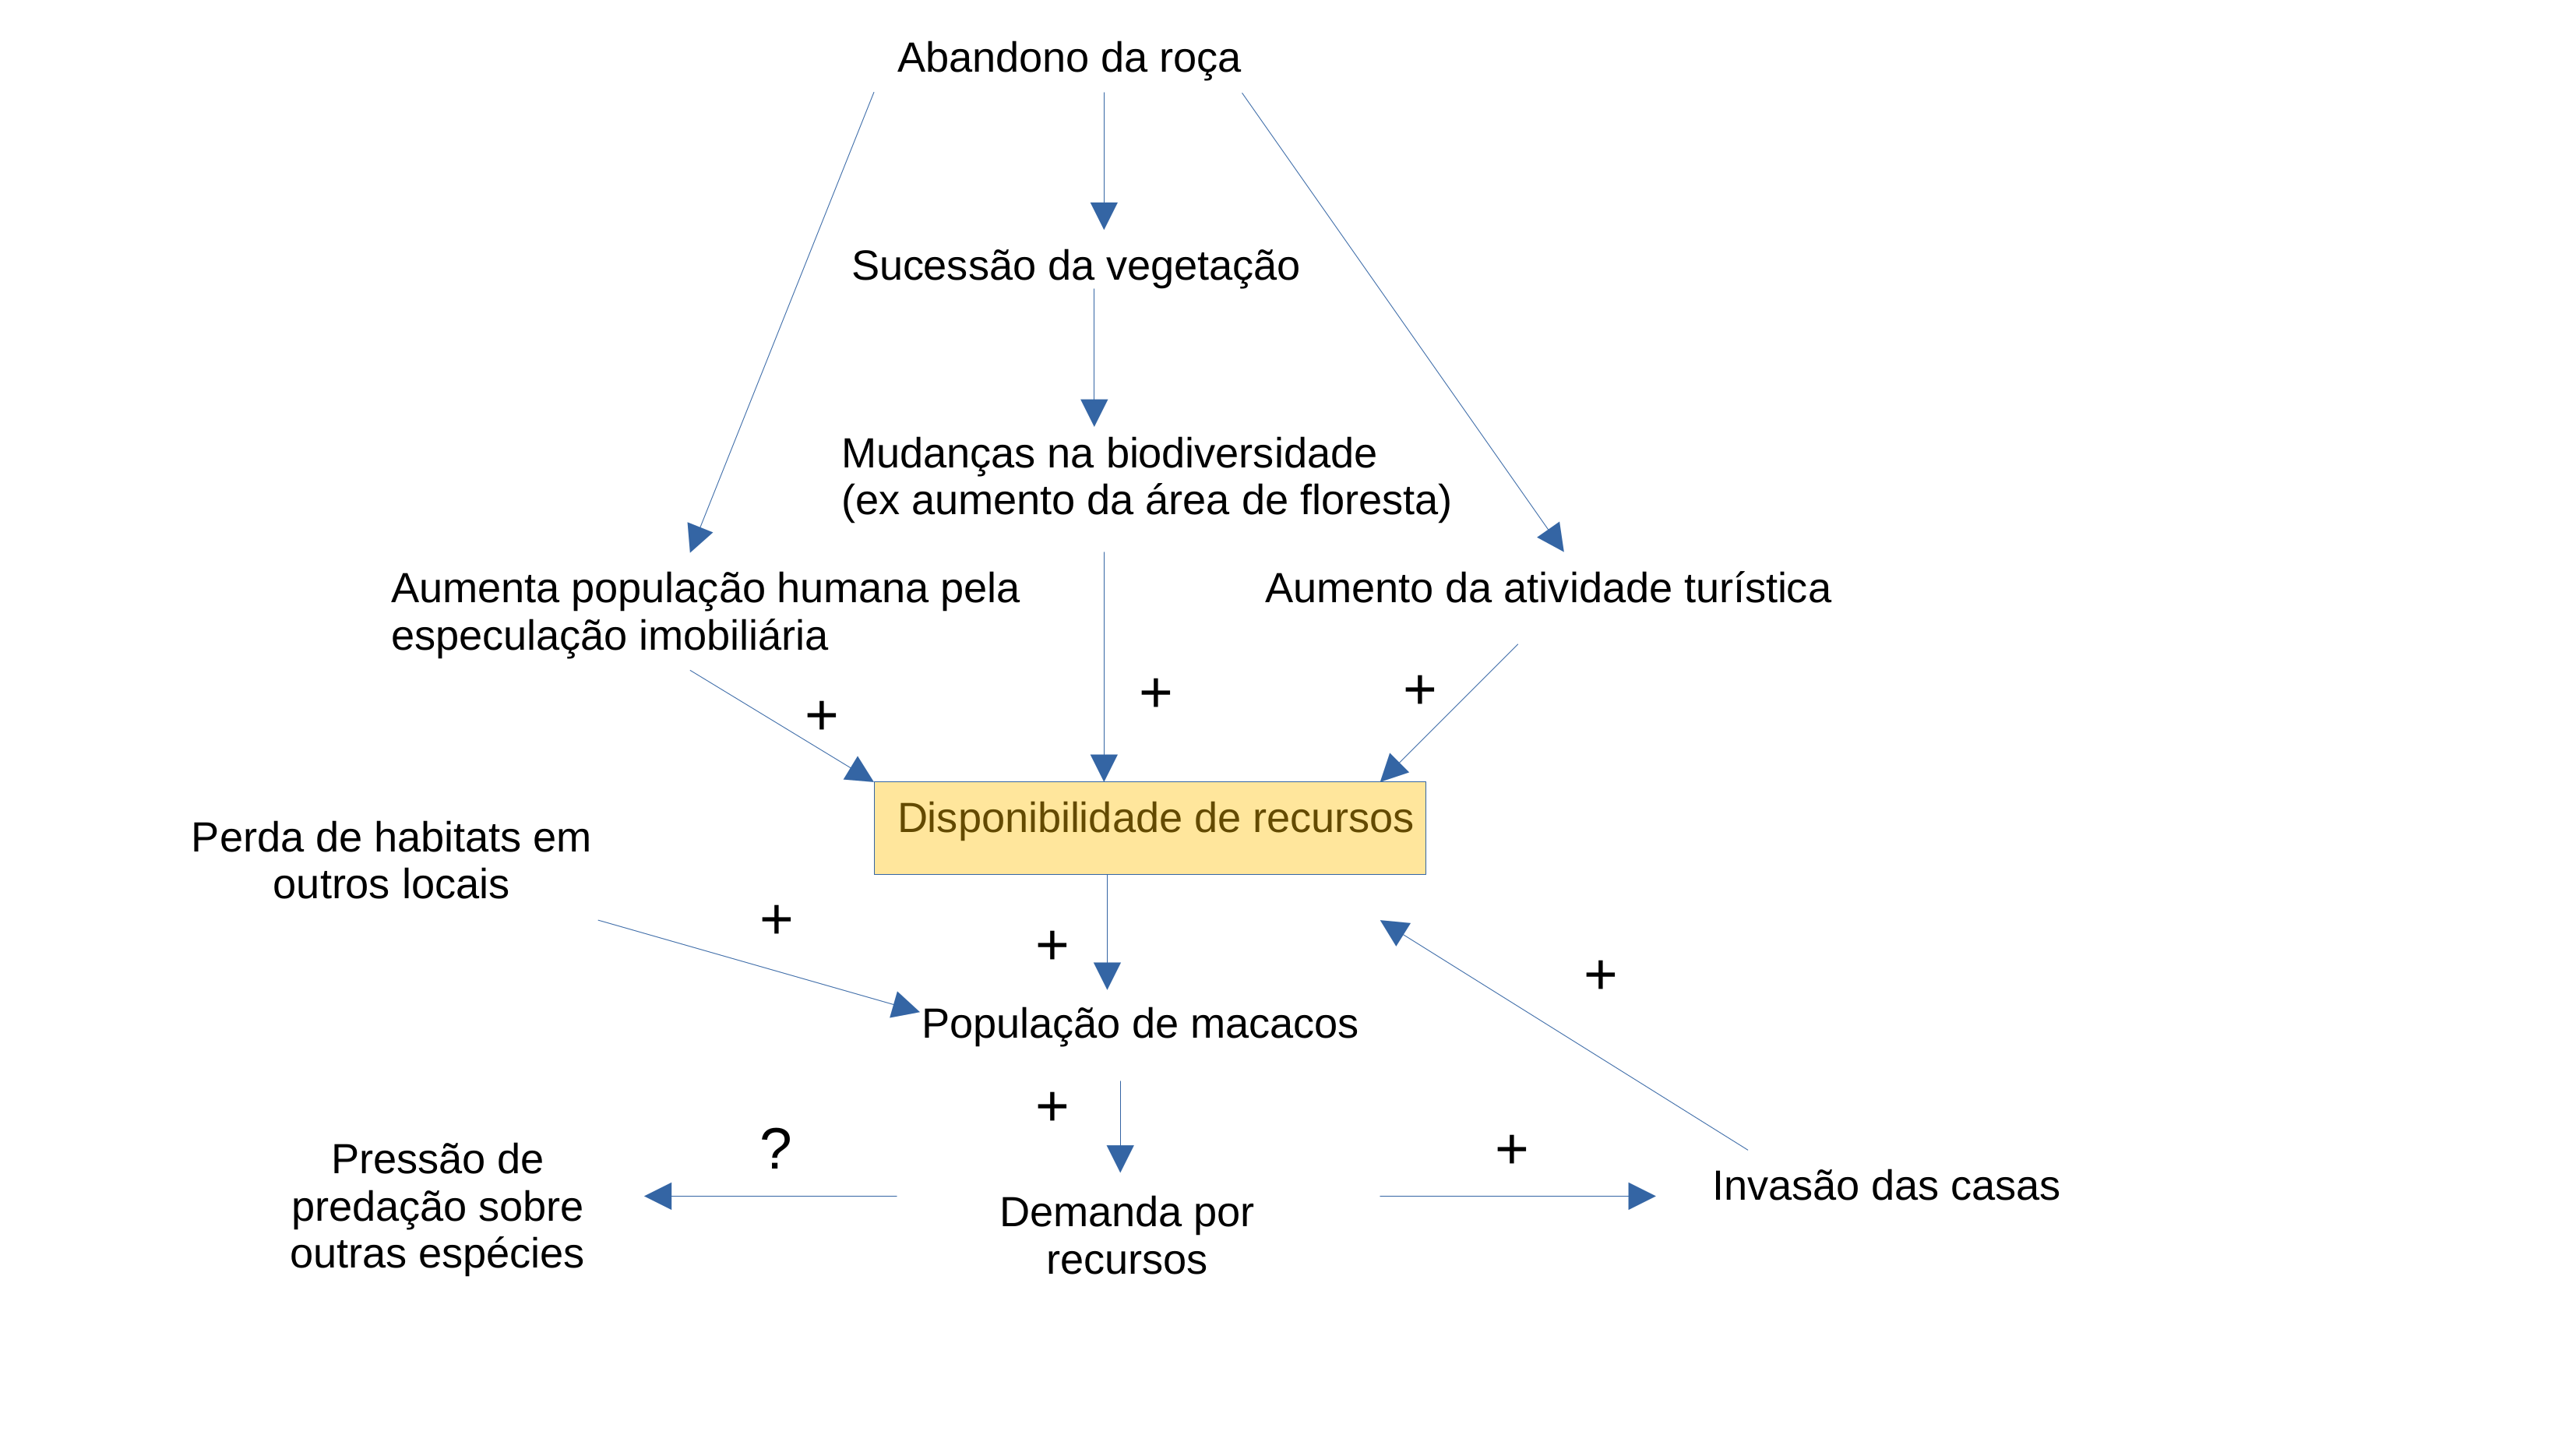 Abandono da roça
Sucessão da vegetação
Mudanças na biodiversidade
(ex aumento da área de floresta)
Aumenta população humana pela
especulação imobiliária
Aumento da atividade turística
+
+
+
Disponibilidade de recursos
Perda de habitats em
outros locais
+
+
+
População de macacos
+
?
+
Pressão de
predação sobre
outras espécies
Demanda por
recursos
Invasão das casas